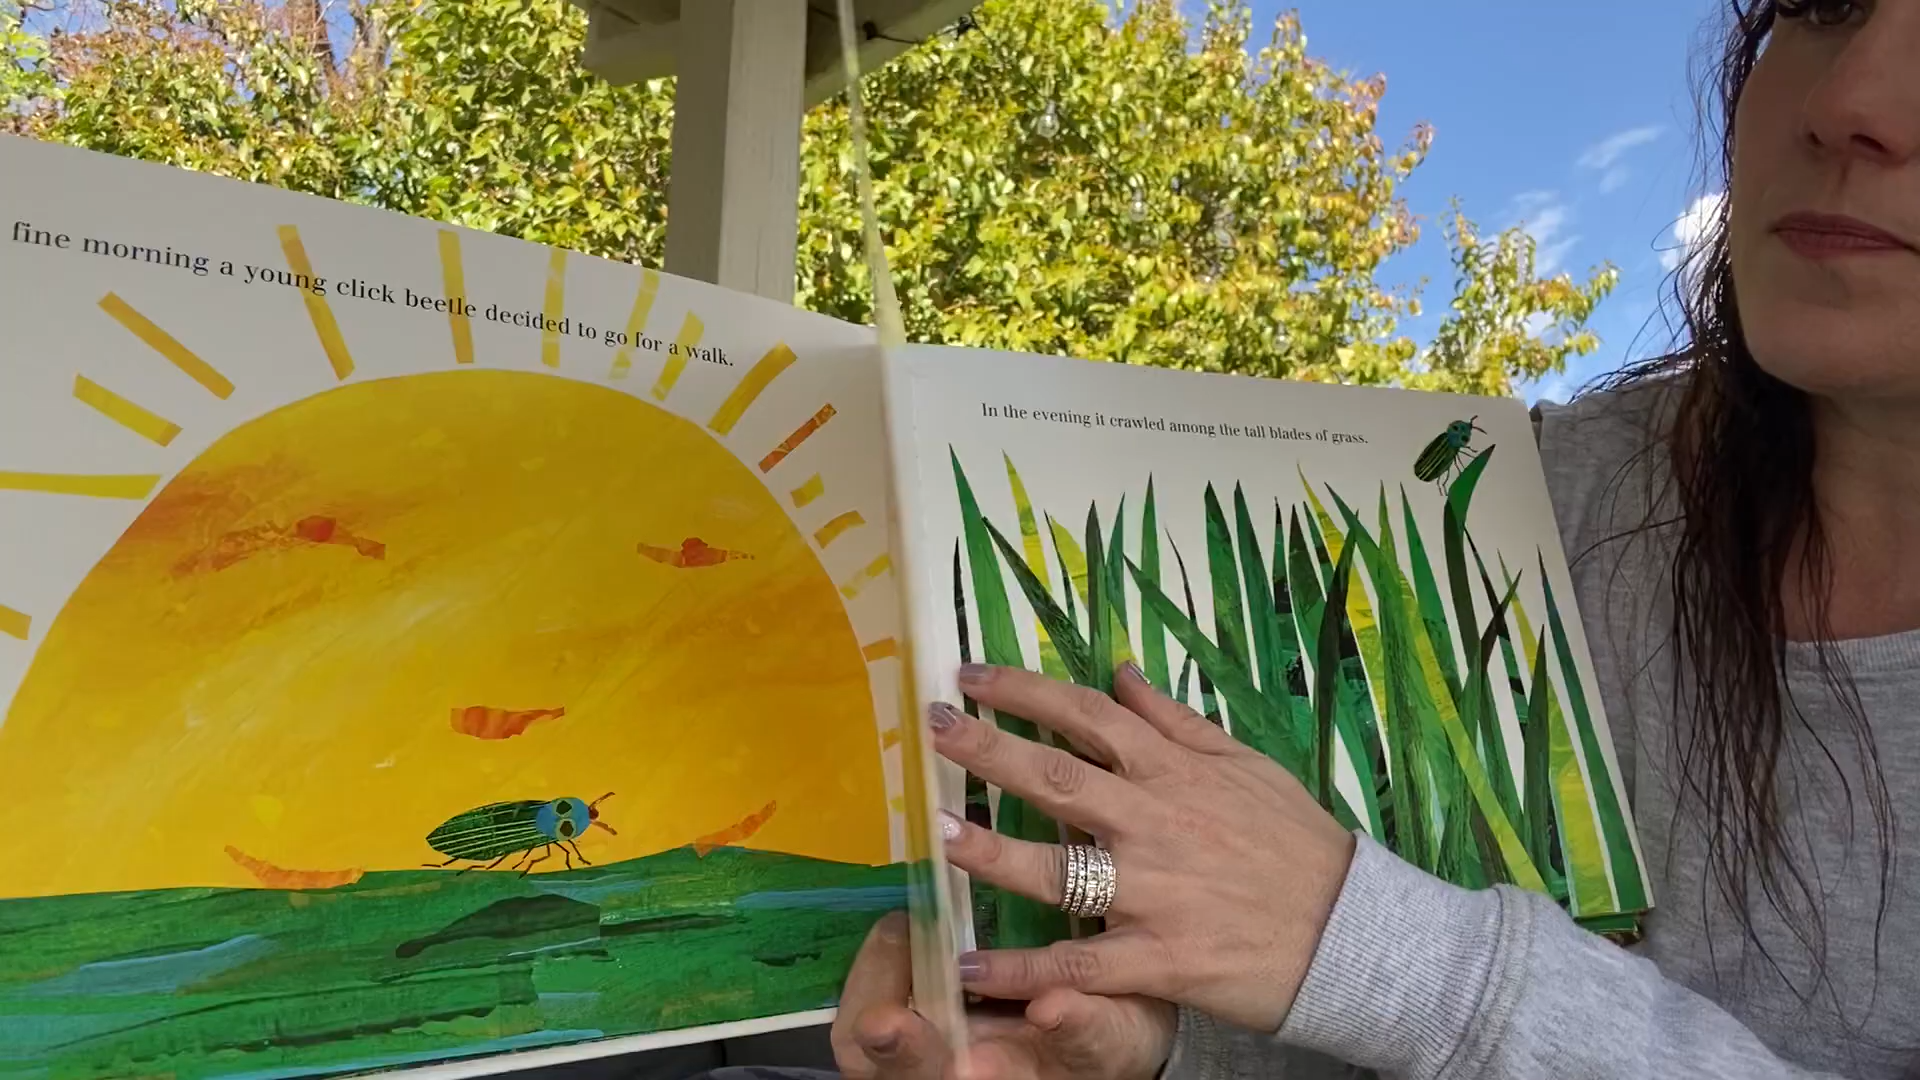 fine morning a young click beetle decided to go for a walk.
In the evening it crawled among the tall blades of grass.